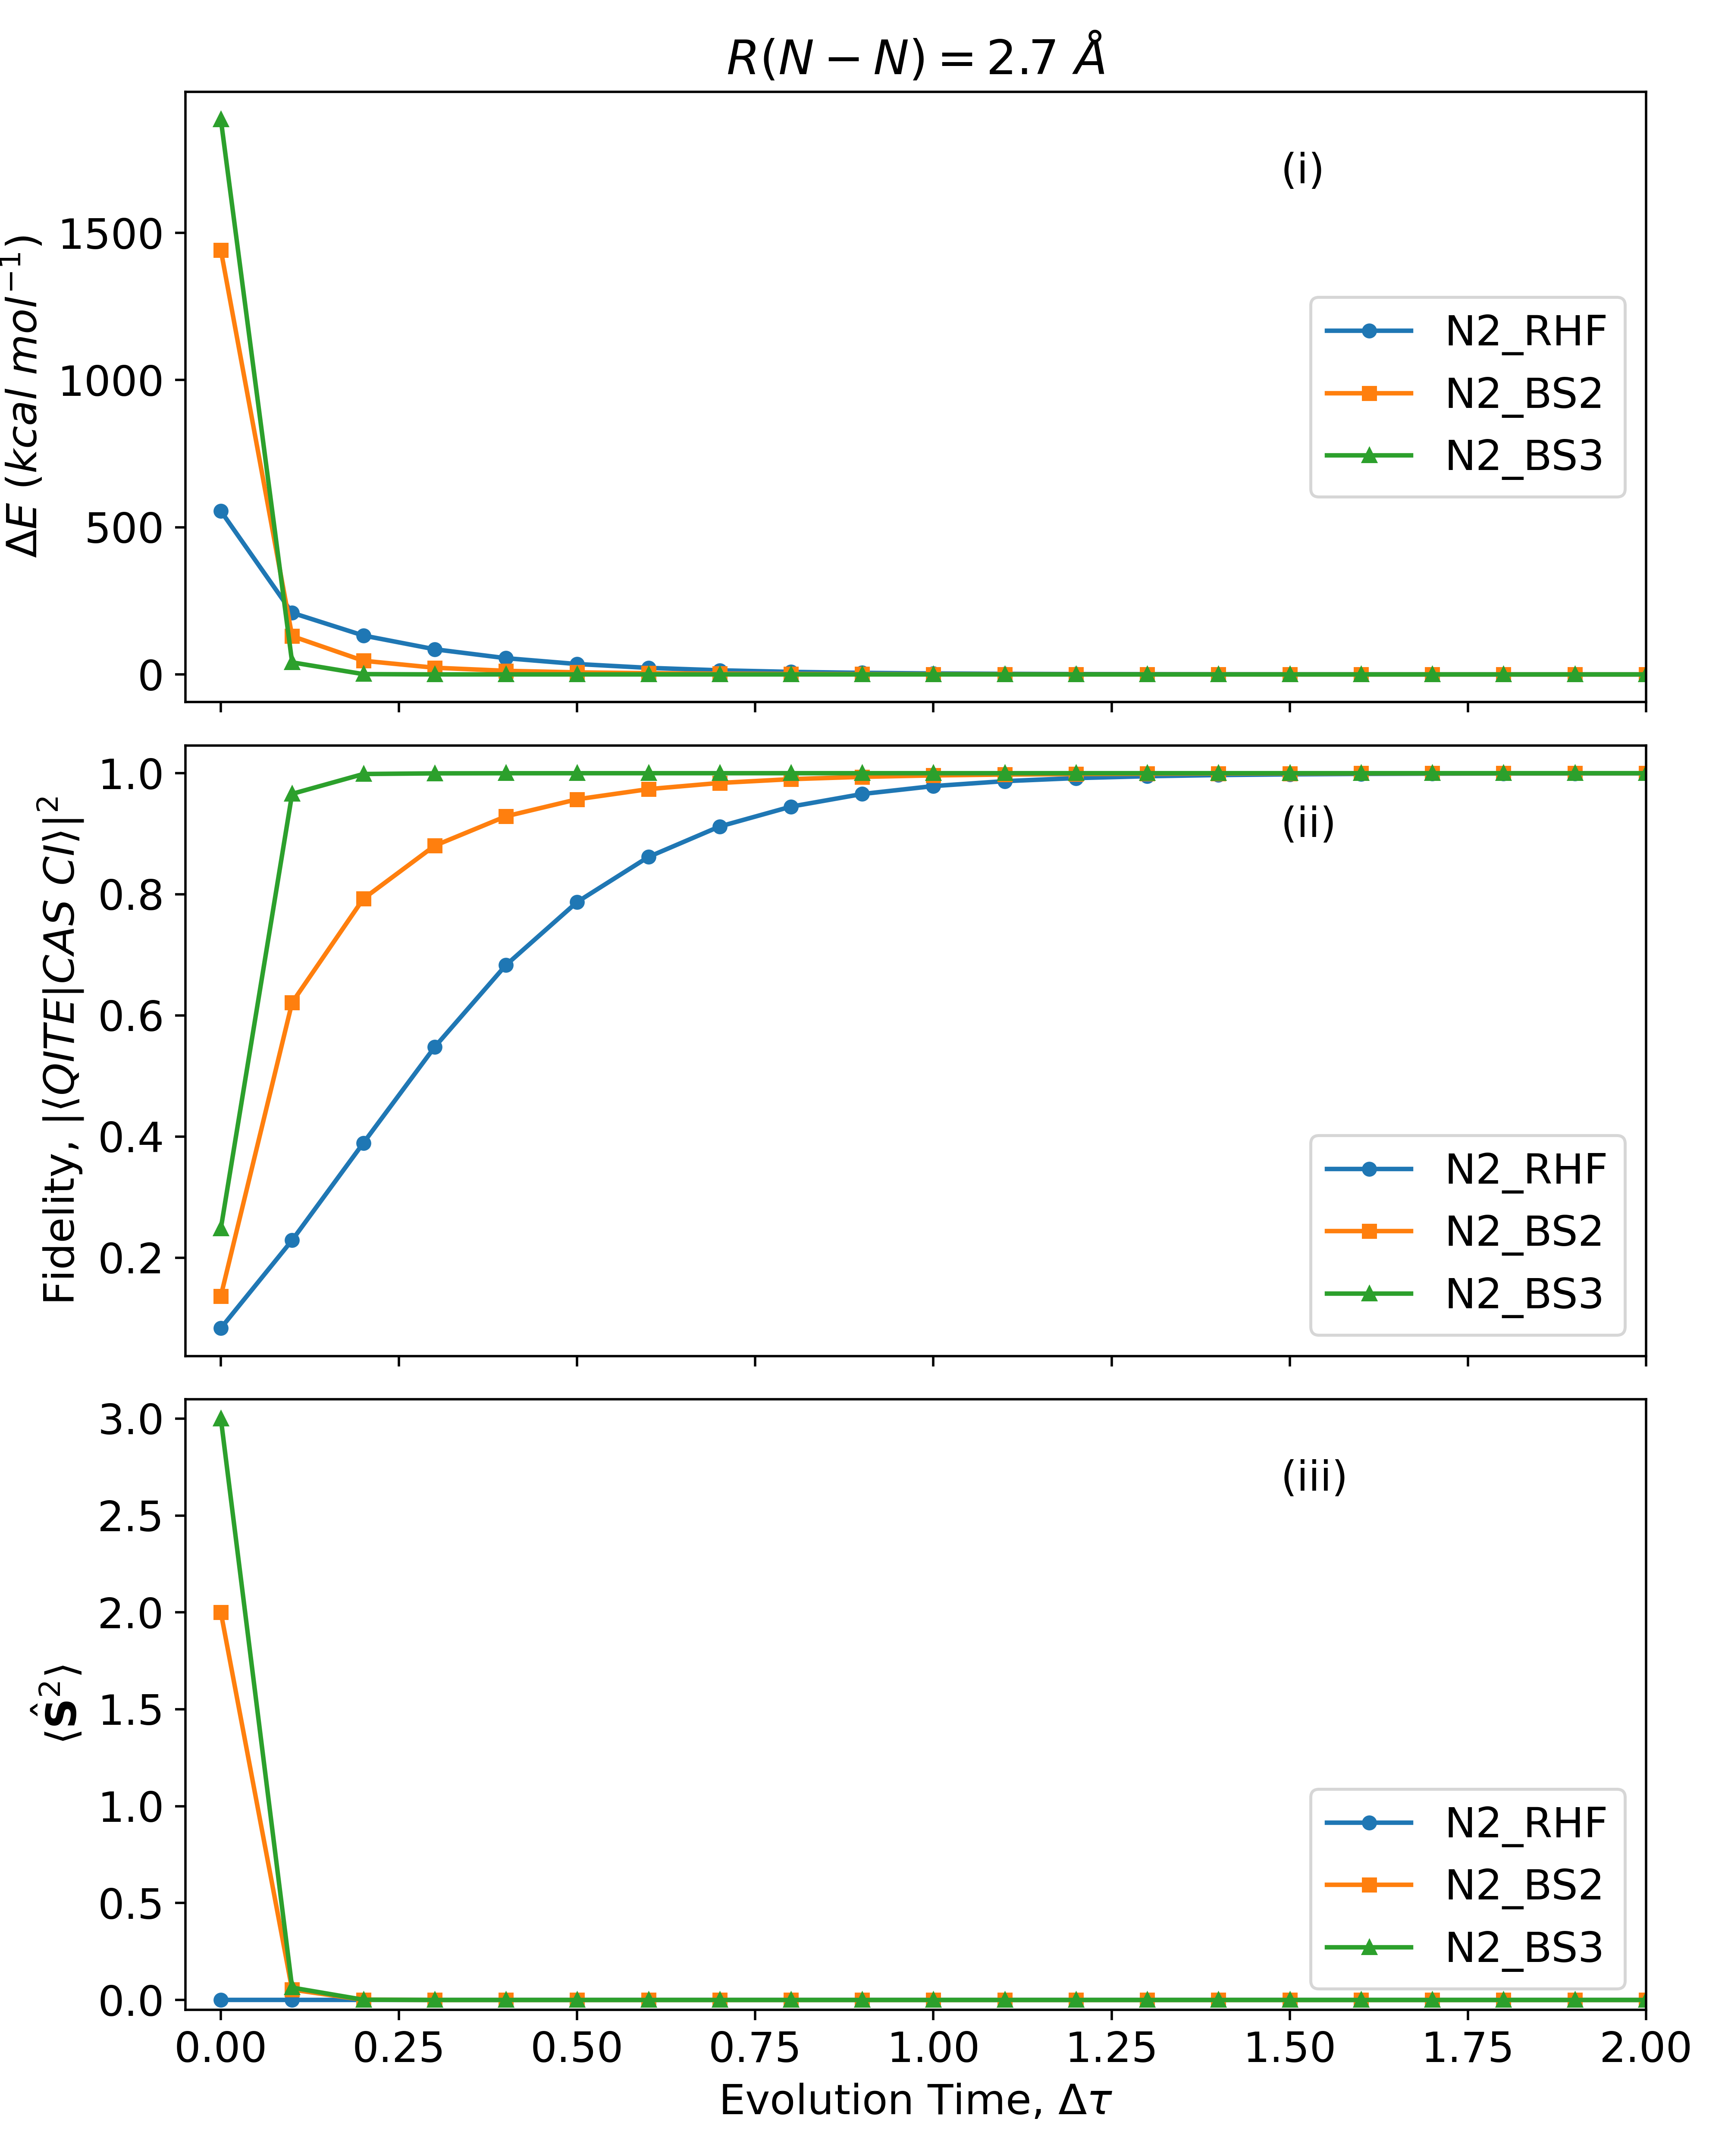 R(N − N) = 2.7 Å
ΔE (kcal mol⁻¹)
1500
1000
500
0
(i)
N2_RHF
N2_BS2
N2_BS3
Fidelity, |⟨QITE|CAS CI⟩|²
1.0
0.8
0.6
0.4
0.2
(ii)
N2_RHF
N2_BS2
N2_BS3
⟨Ŝ²⟩
3.0
2.5
2.0
1.5
1.0
0.5
0.0
(iii)
N2_RHF
N2_BS2
N2_BS3
0.00 0.25 0.50 0.75 1.00 1.25 1.50 1.75 2.00
Evolution Time, Δτ